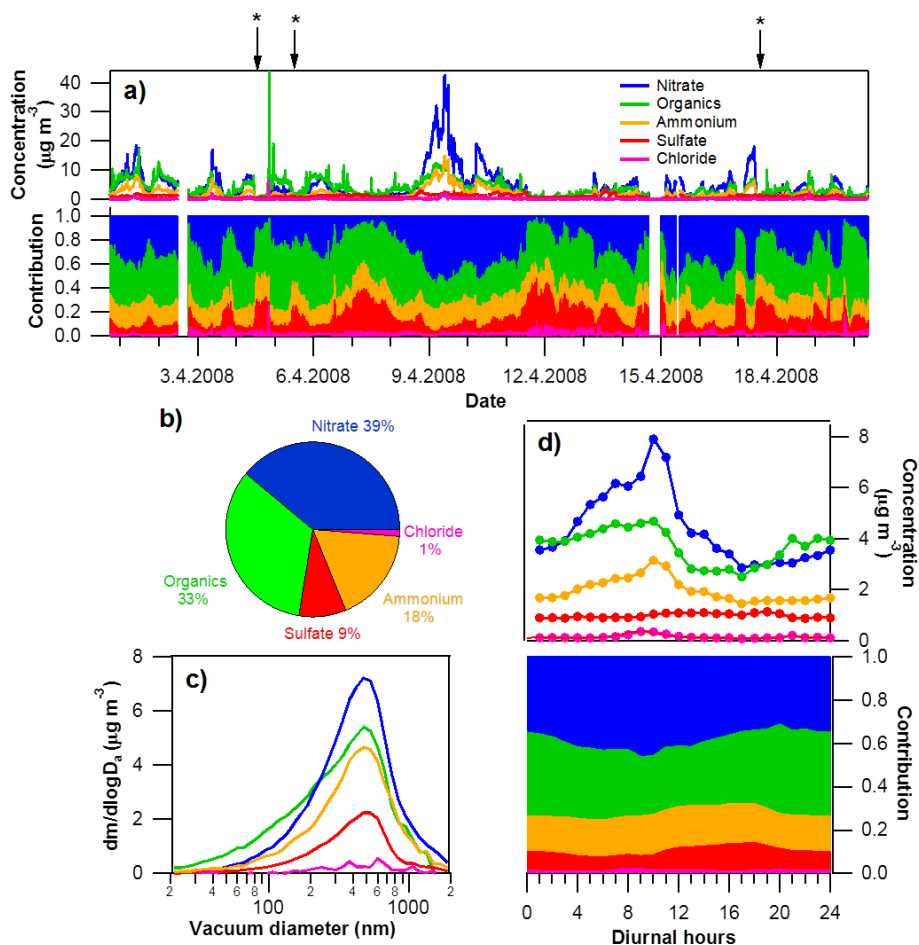 * * *
a)
Concentration
(µg m-3)
40
30
20
10
0
Nitrate
Organics
Ammonium
Sulfate
Chloride
Contribution
1.0
0.8
0.6
0.4
0.2
0.0
3.4.2008 6.4.2008 9.4.2008 12.4.2008 15.4.2008 18.4.2008
Date
b)
Nitrate 39%
Chloride
1%
Organics
33%
Ammonium
18%
Sulfate 9%
c)
dm/dlogDa (µg m-3)
8
6
4
2
0
2 4 6 8 2 4 6 8 2
100 1000
Vacuum diameter (nm)
d)
8
6
4
2
0
Concentration
(µg m-3)
1.0
0.8
0.6
0.4
0.2
0.0
Contribution
0 4 8 12 16 20 24
Diurnal hours